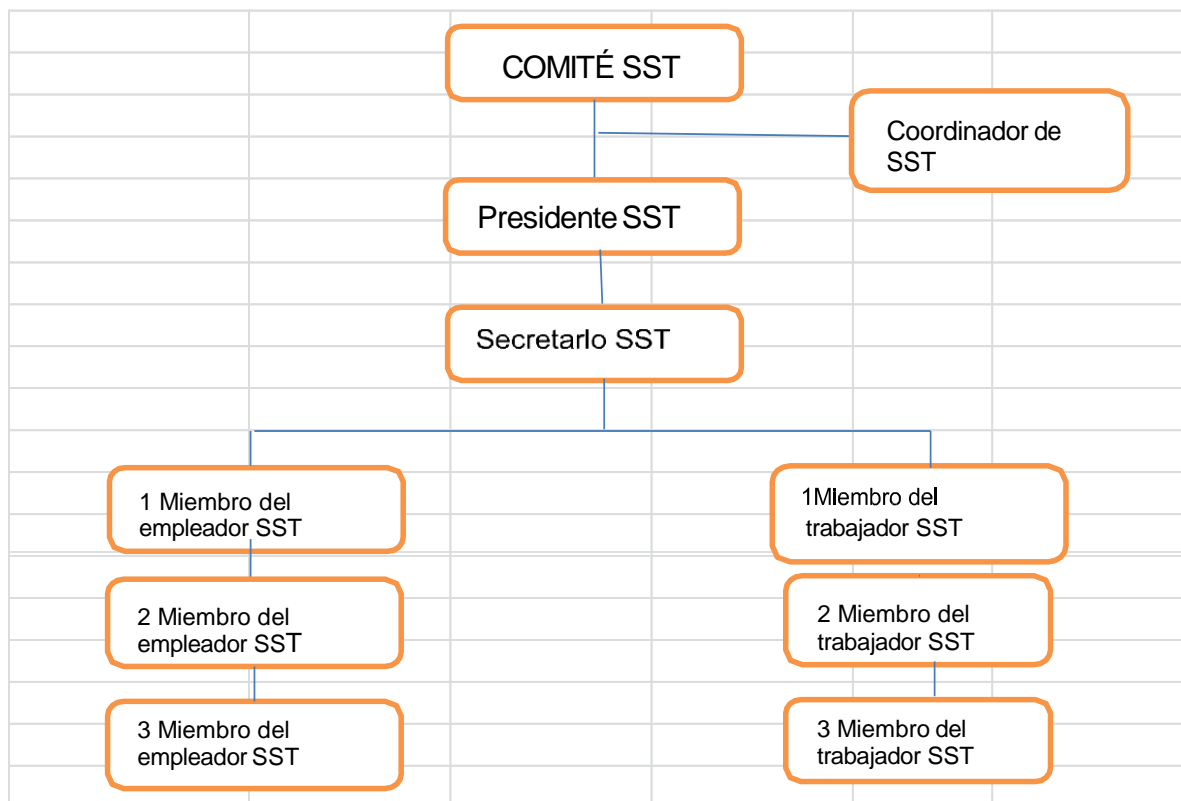 COMITÉ SST
Coordinador de
SST
Presidente SST
Secretarlo SST
1 Miembro del
empleador SST
1Mlembro del
trabajador SST
2 Miembro del
empleador SST
2 Miembro del
trabajador SST
3 Miembro del
empleador SST
3 Miembro del
trabajador SST